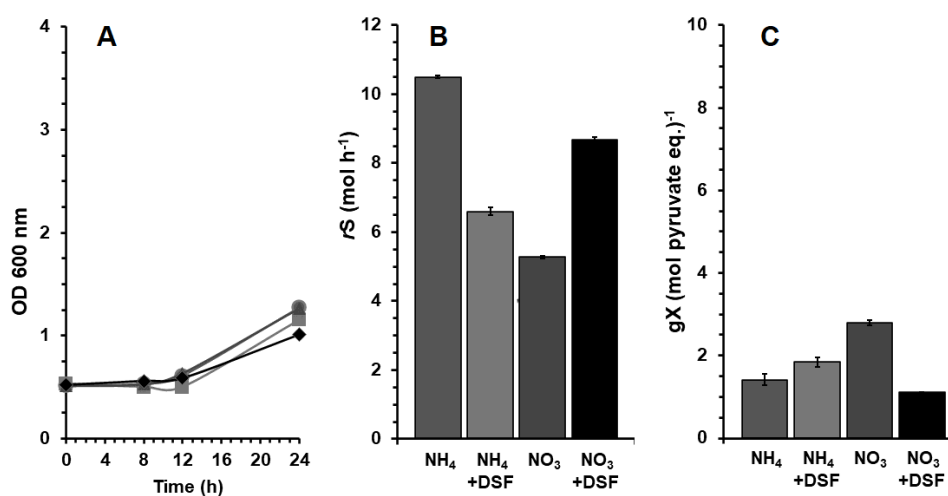 A
OD 600 nm
4
3
2
1
0
0 4 8 12 16 20 24
Time (h)
B
rS (mol h-1)
12
10
8
6
4
2
0
NH4
NH4
+DSF
NO3
NO3
+DSF
C
gX (mol pyruvate eq.)-1
10
8
6
4
2
0
NH4
NH4
+DSF
NO3
NO3
+DSF